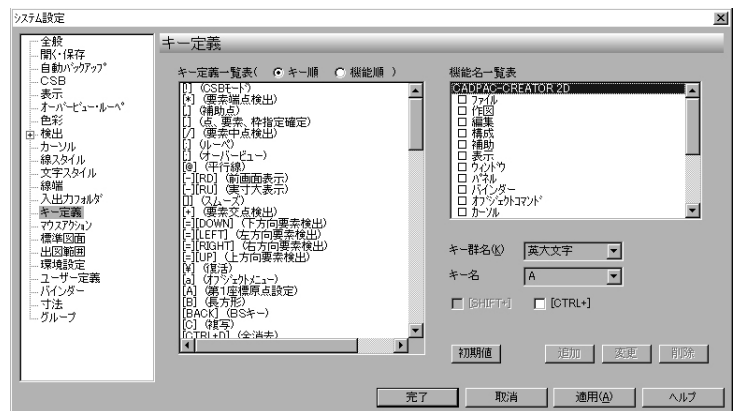 システム設定
全般
開く・保存
自動バックアップ
CSB
表示
オーバービュー・ルーペ
色彩
検出
カーソル
線スタイル
文字スタイル
線端
入出力フォルダ
キー定義
マウスアクション
標準図面
出図範囲
環境設定
ユーザー定義
バインダー
寸法
グループ
キー定義
キー定義一覧表( キー順 機能順 )
[!] (CSBモード)
[*] (要素端点検出)
[,] (補助点)
[.] (点、要素、枠指定確定)
[/] (要素中点検出)
[:] (ルーペ)
[;] (オーバービュー)
[@] (平行線)
[-][RD] (前画面表示)
[-][RU] (実寸大表示)
[]] (スムーズ)
[+] (要素交点検出)
[=][DOWN] (下方向要素検出)
[=][LEFT] (左方向要素検出)
[=][RIGHT] (右方向要素検出)
[=][UP] (上方向要素検出)
[¥] (復活)
[a] (オブジェクトメニュー)
[A] (第1座標原点設定)
[B] (長方形)
[BACK] (BSキー)
[C] (複写)
[CTRL+D] (全消去)
機能名一覧表
CADPAC-CREATOR 2D
ファイル
作図
編集
構成
補助
表示
ウィンドウ
パネル
バインダー
オブジェクトコマンド
カーソル
キー群名(K) 英大文字
キー名 A
[SHIFT+] [CTRL+]
初期値 追加 変更 削除
完了 取消 適用(A) ヘルプ